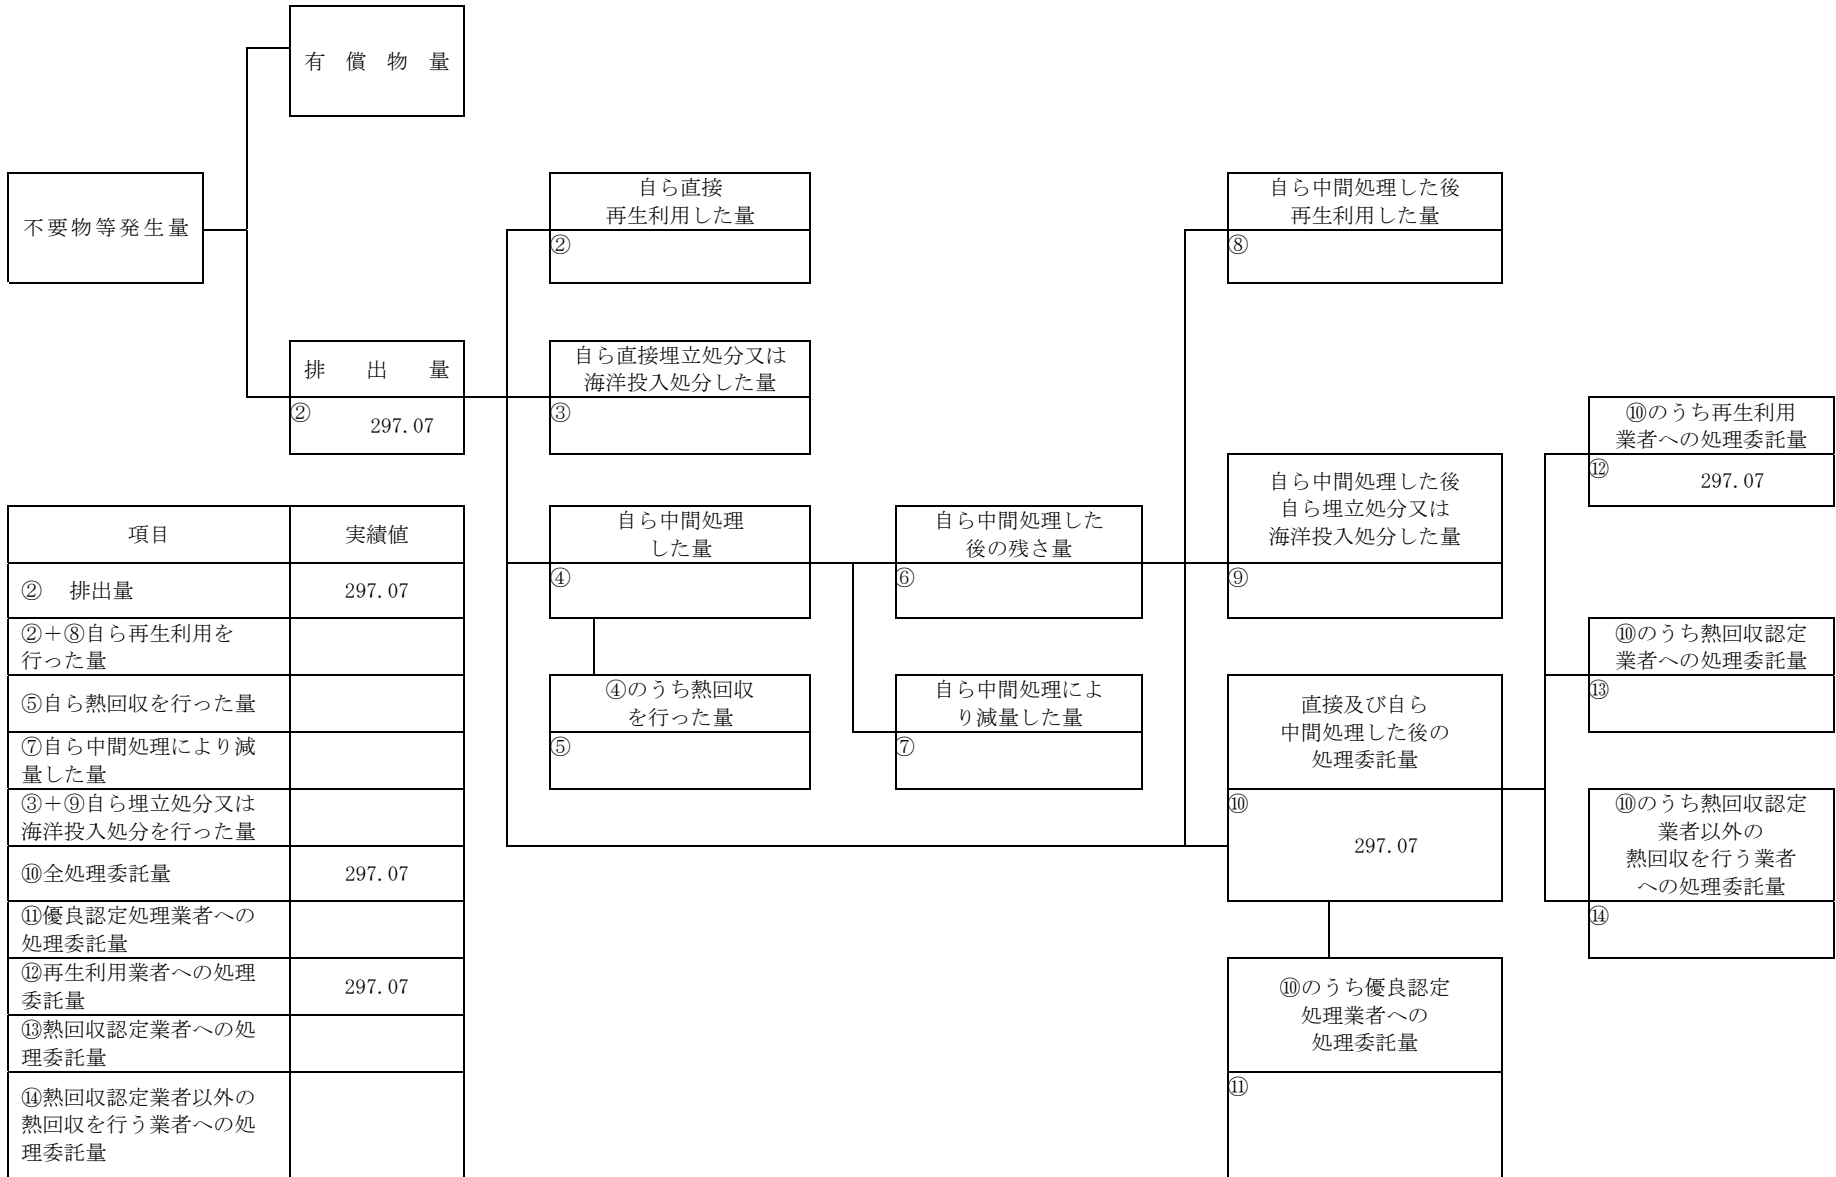 有償物量
不要物等発生量
自ら直接
再生利用した量
②
自ら中間処理した後
再生利用した量
⑧
排出量
②
297.07
自ら直接埋立処分又は
海洋投入処分した量
③
⑩のうち再生利用
業者への処理委託量
⑫
297.07
自ら中間処理
した量
④
自ら中間処理した
後の残さ量
⑥
自ら中間処理した後
自ら埋立処分又は
海洋投入処分した量
⑨
⑩のうち熱回収認定
業者への処理委託量
⑬
④のうち熱回収
を行った量
⑤
自ら中間処理によ
り減量した量
⑦
直接及び自ら
中間処理した後の
処理委託量
⑩
297.07
⑩のうち熱回収認定
業者以外の
熱回収を行う業者
への処理委託量
⑭
⑩のうち優良認定
処理業者への
処理委託量
⑪
項目
実績値
② 排出量
297.07
②＋⑧自ら再生利用を
行った量
⑤自ら熱回収を行った量
⑦自ら中間処理により減
量した量
③＋⑨自ら埋立処分又は
海洋投入処分を行った量
⑩全処理委託量
297.07
⑪優良認定処理業者への
処理委託量
⑫再生利用業者への処理
委託量
297.07
⑬熱回収認定業者への処
理委託量
⑭熱回収認定業者以外の
熱回収を行う業者への処
理委託量